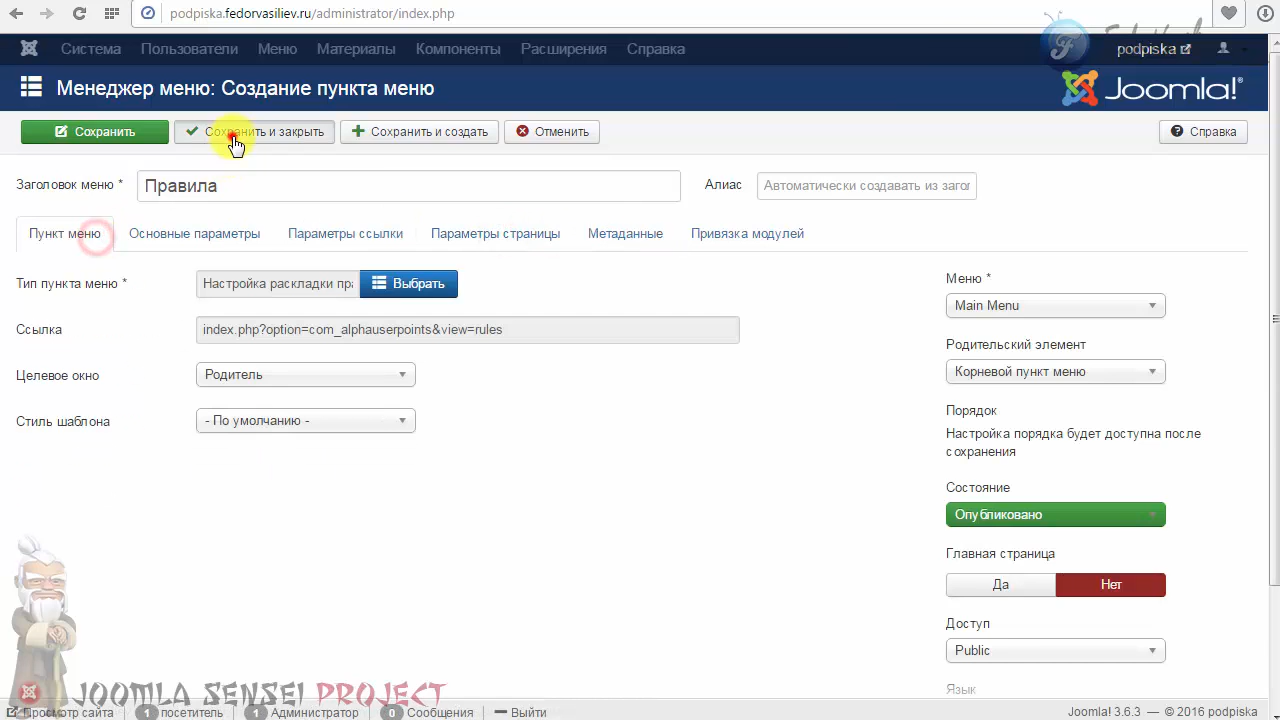 podpiska.fedorvasiliev.ru/administrator/index.php
Система Пользователи Меню Материалы Компоненты Расширения Справка podpiska
Менеджер меню: Создание пункта меню Joomla!®
Сохранить Сохранить и закрыть Сохранить и создать Отменить Справка
Заголовок меню * Правила Алиас Автоматически создавать из загол
Пункт меню Основные параметры Параметры ссылки Параметры страницы Метаданные Привязка модулей
Тип пункта меню * Настройка раскладки пра Выбрать
Ссылка index.php?option=com_alphauserpoints&view=rules
Целевое окно Родитель
Стиль шаблона - По умолчанию -
Меню *
Main Menu
Родительский элемент
Корневой пункт меню
Порядок
Настройка порядка будет доступна после
сохранения
Состояние
Опубликовано
Главная страница
Да Нет
Доступ
Public
Язык
JOOMLA SENSEI PROJECT
Просмотр сайта 1 посетитель 1 Администратор 0 Сообщения Выйти Joomla! 3.6.3 — © 2016 podpiska